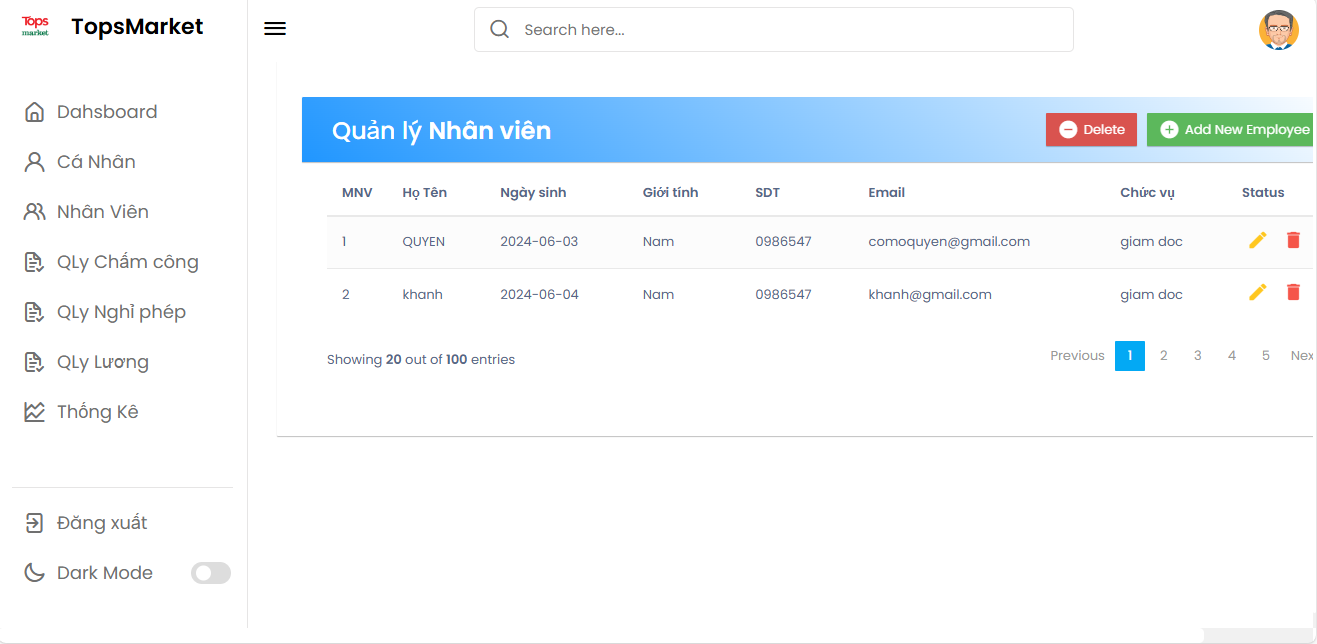 Tops
market
TopsMarket
Search here...
Dahsboard
Cá Nhân
Nhân Viên
QLy Chấm công
QLy Nghỉ phép
QLy Lương
Thống Kê
Đăng xuất
Dark Mode
Quản lý Nhân viên
Delete
Add New Employee
MNV Họ Tên Ngày sinh Giới tính SDT Email Chức vụ Status
1 QUYEN 2024-06-03 Nam 0986547 comoquyen@gmail.com giam doc
2 khanh 2024-06-04 Nam 0986547 khanh@gmail.com giam doc
Showing 20 out of 100 entries
Previous 1 2 3 4 5 Nex